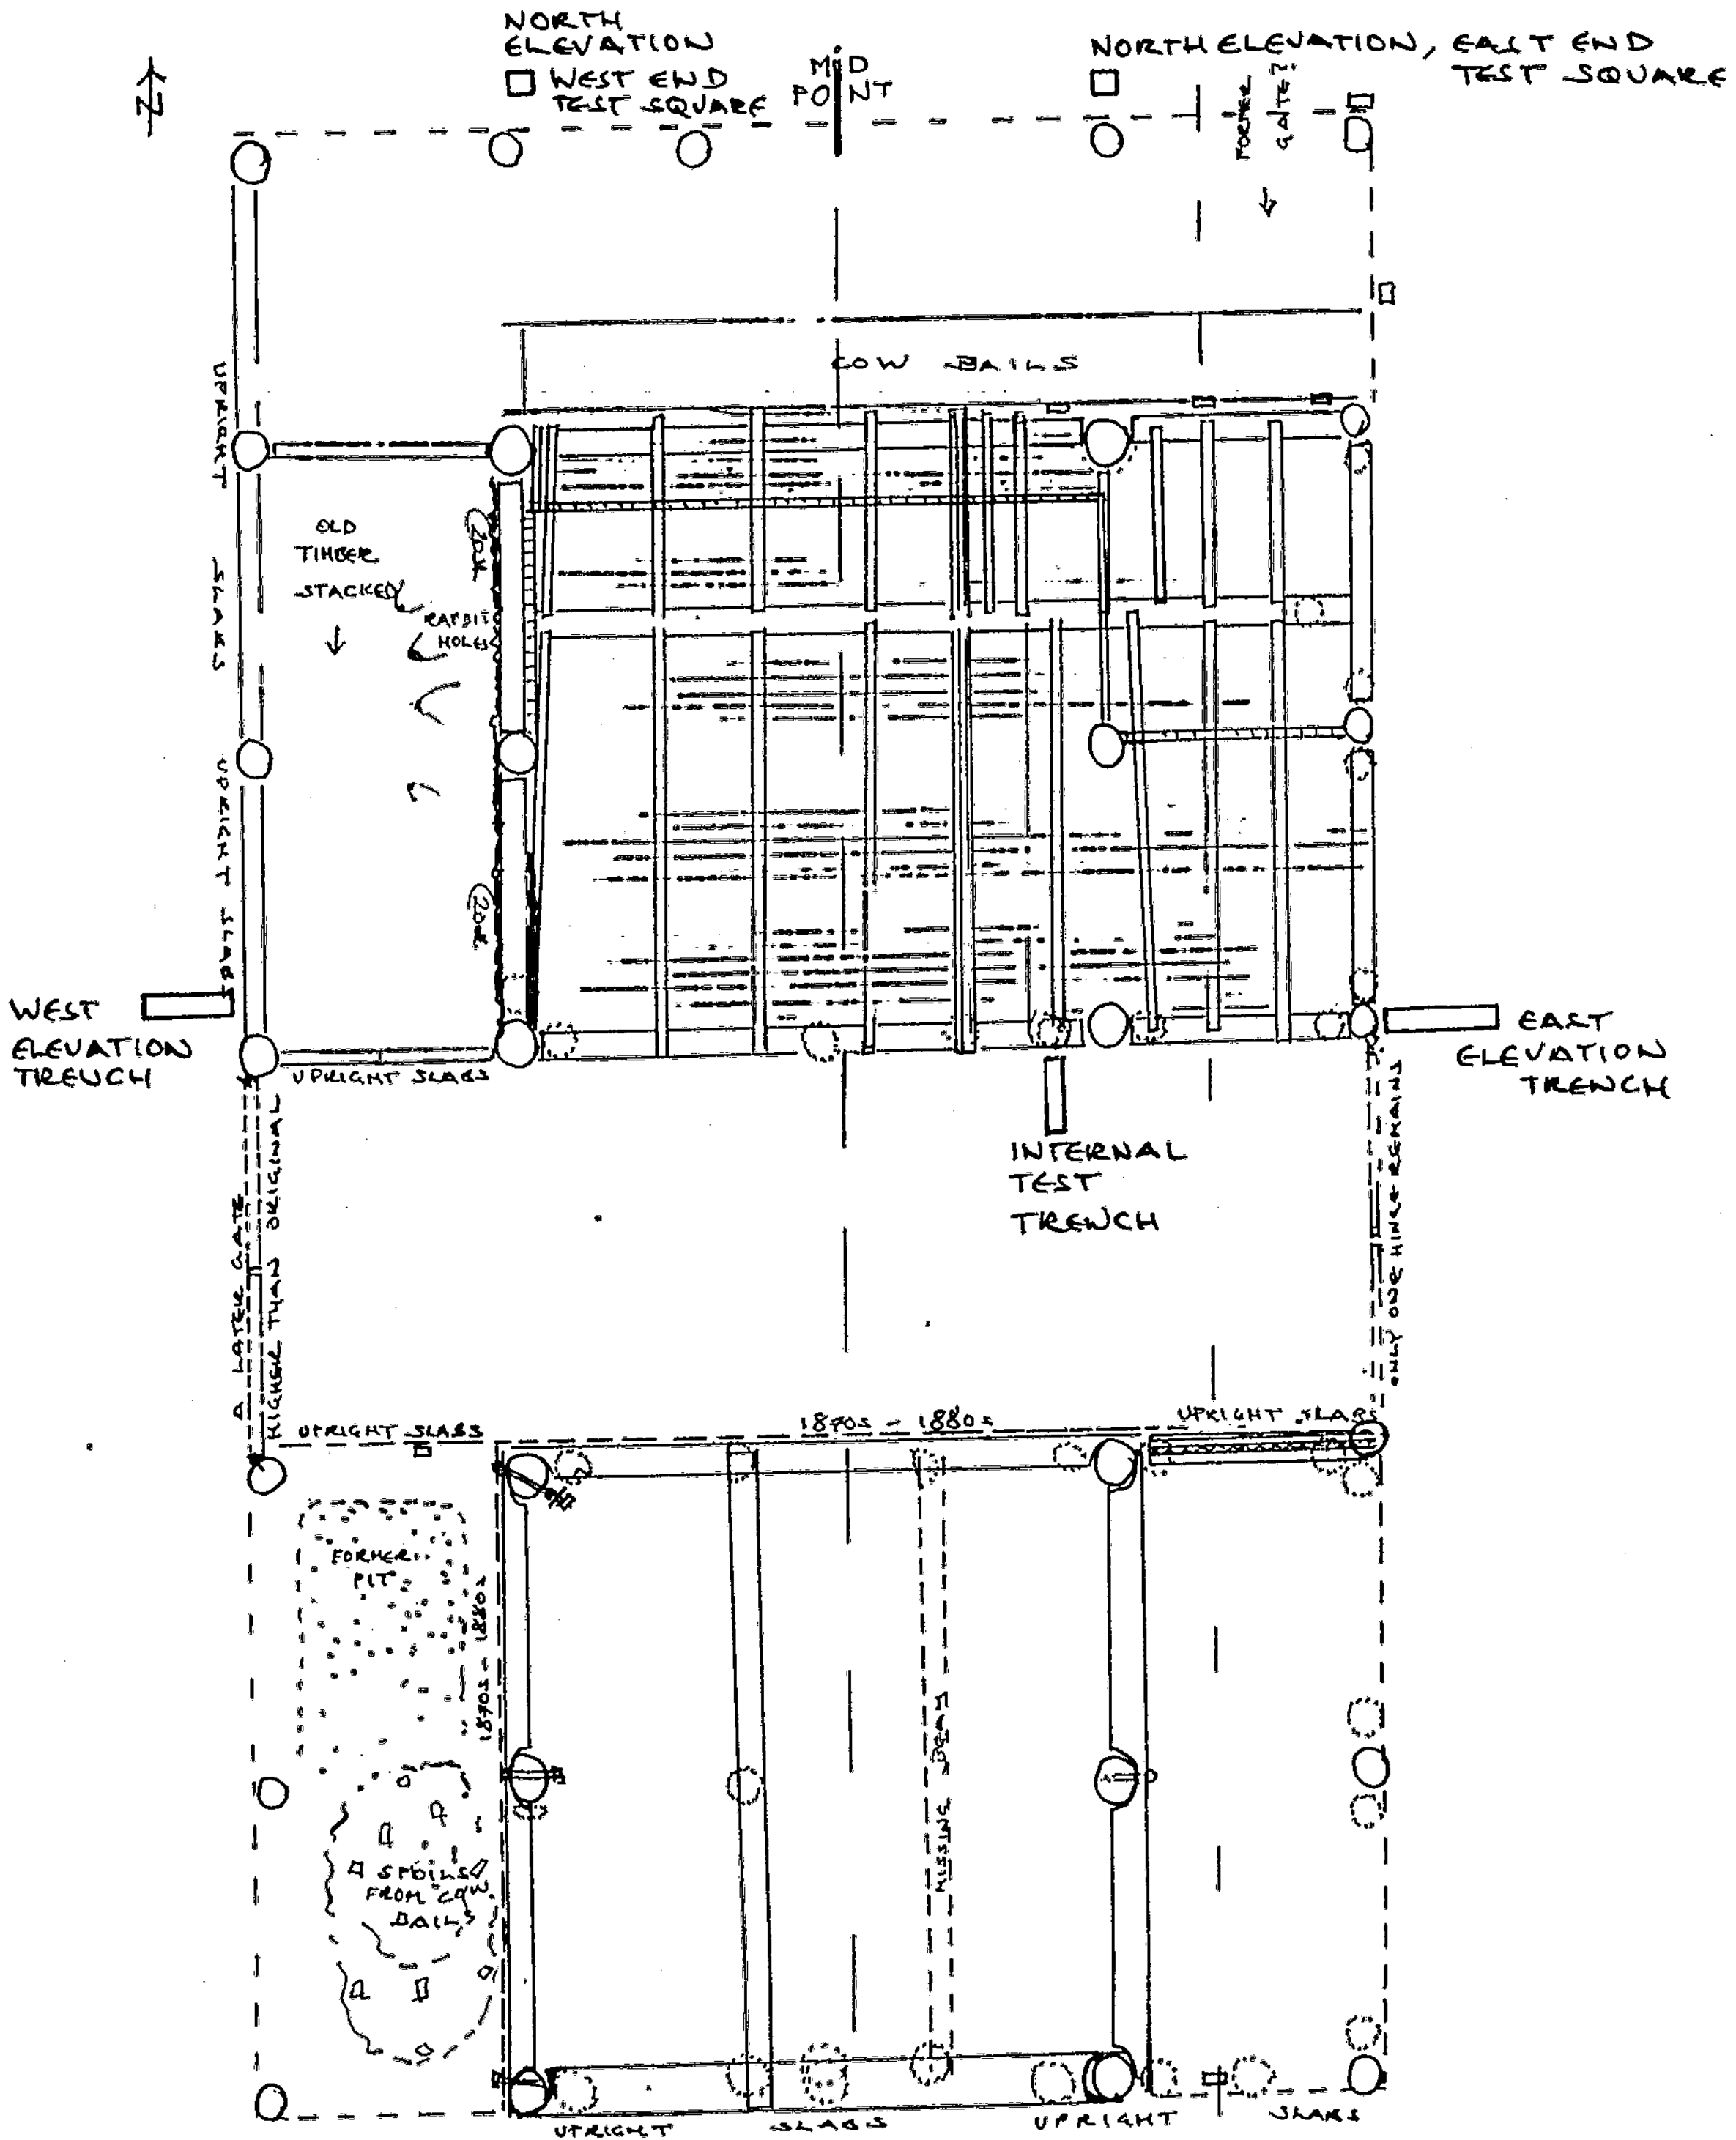 NORTH
ELEVATION
WEST END
TEST SQUARE
MID
POINT
NORTH ELEVATION, EAST END
TEST SQUARE
FORMER
GATE?
N
COW BAILS
UPRIGHT SLABS
OLD
TIMBER
STACKED
RABBIT
HOLES
UPRIGHT SLABS
WEST
ELEVATION
TRENCH
UPRIGHT SLABS
EAST
ELEVATION
TRENCH
INTERNAL
TEST
TRENCH
A LATER GATE
HIGHER THAN ORIGINAL
ONLY ONE HINGE REMAINS
UPRIGHT SLABS
1870s - 1880s
UPRIGHT SLABS
FORMER
PIT
1870s - 1880s
MISSING BEAM
SPOILS
FROM COW
BAILS
UPRIGHT SLABS UPRIGHT SLABS